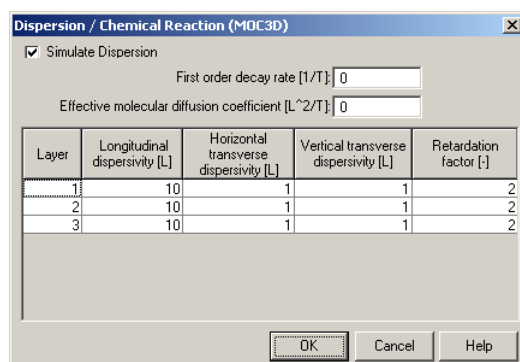 Dispersion / Chemical Reaction (MOC3D)
Simulate Dispersion
First order decay rate [1/T]: 0
Effective molecular diffusion coefficient [L^2/T]: 0
Layer Longitudinal dispersivity [L] Horizontal transverse dispersivity [L] Vertical transverse dispersivity [L] Retardation factor [-]
1 10 1 1 2
2 10 1 1 2
3 10 1 1 2
OK Cancel Help